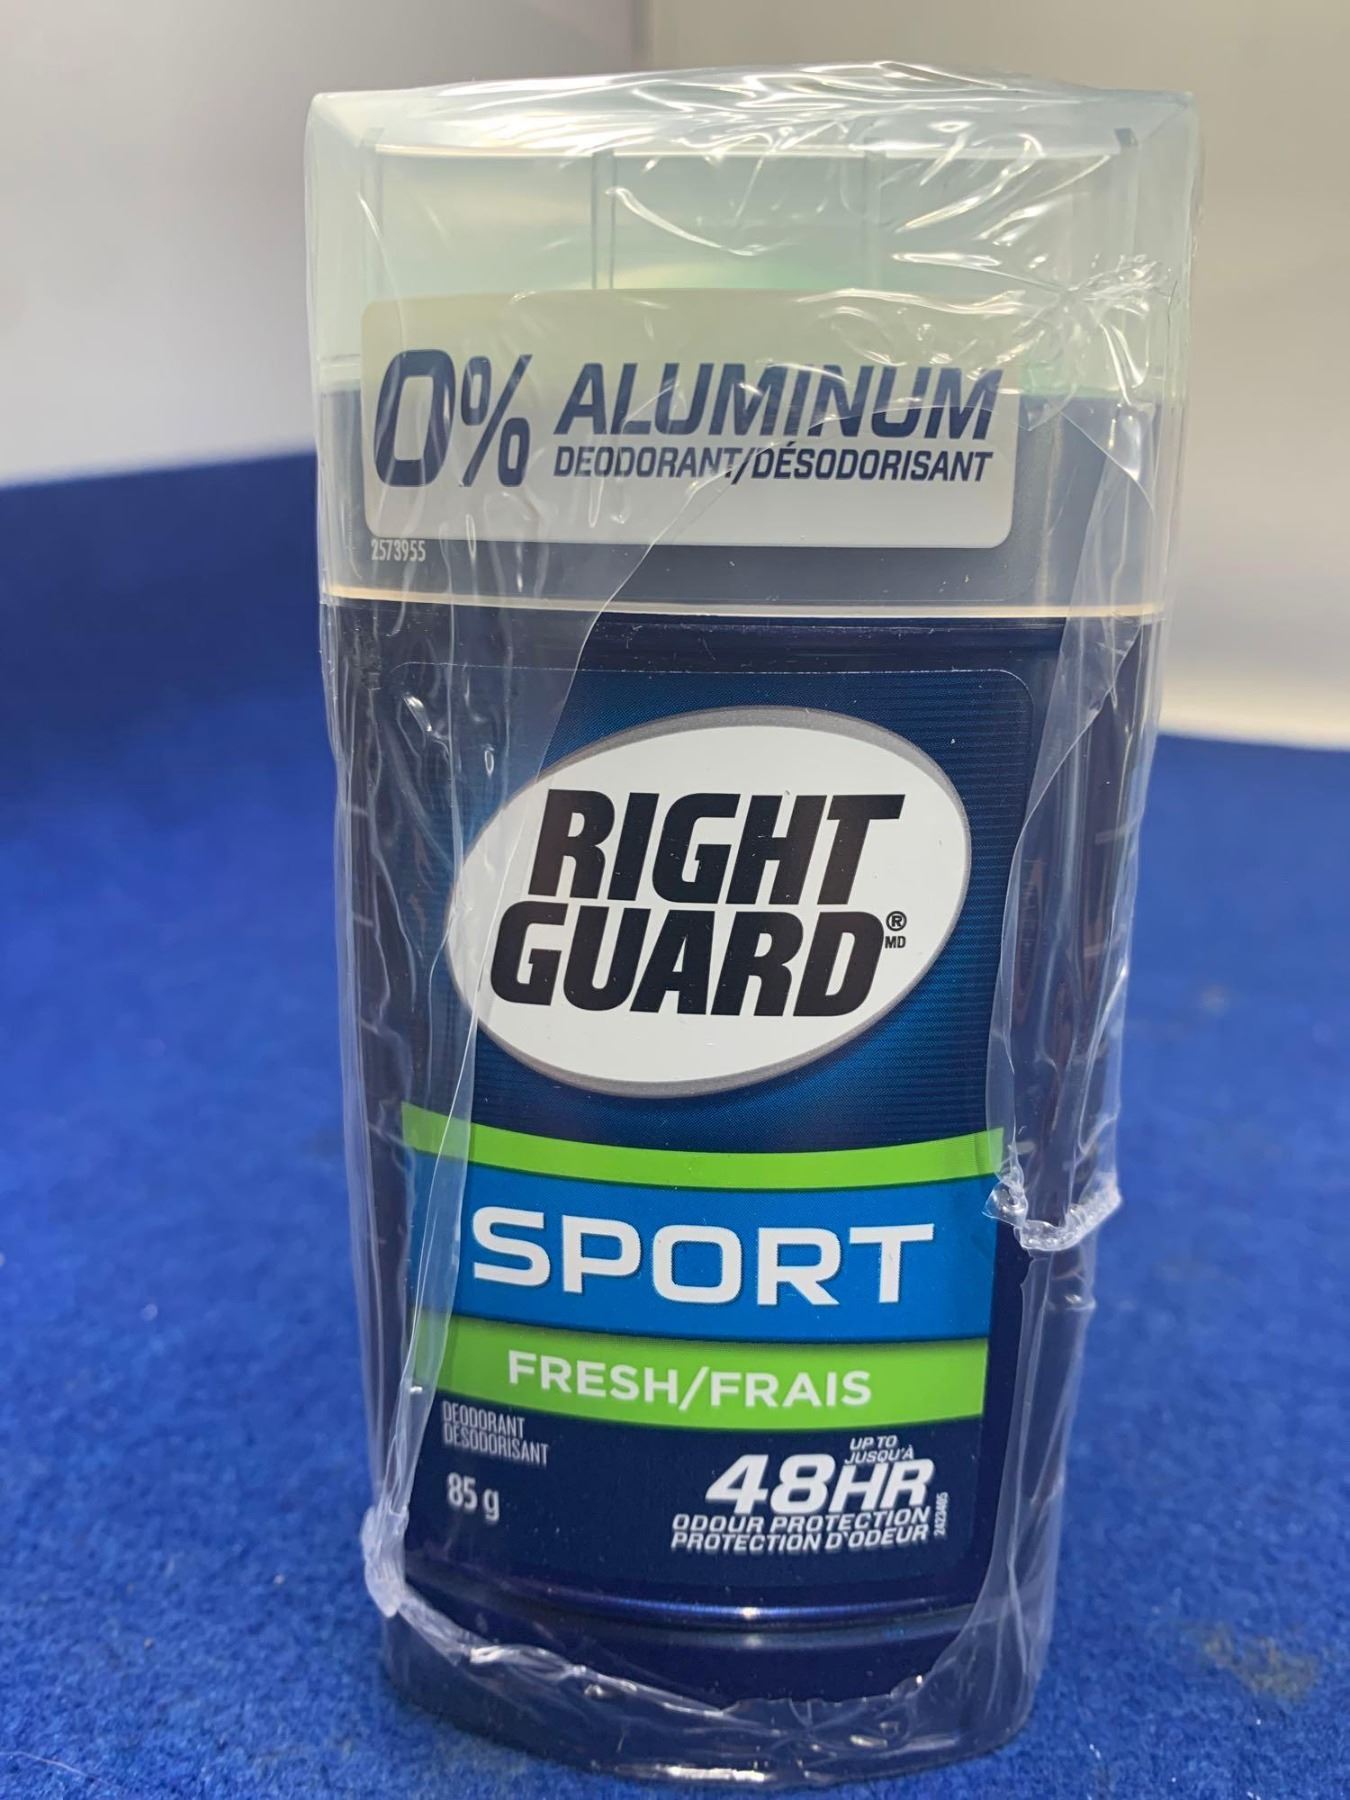 0% ALUMINUM
DEODORANT/DÉSODORISANT
2573955
RIGHT
GUARD®
MD
SPORT
FRESH/FRAIS
DEODORANT
DÉSODORISANT
85 g
UP TO
JUSQU'À
48HR
ODOUR PROTECTION
PROTECTION D'ODEUR
2423405